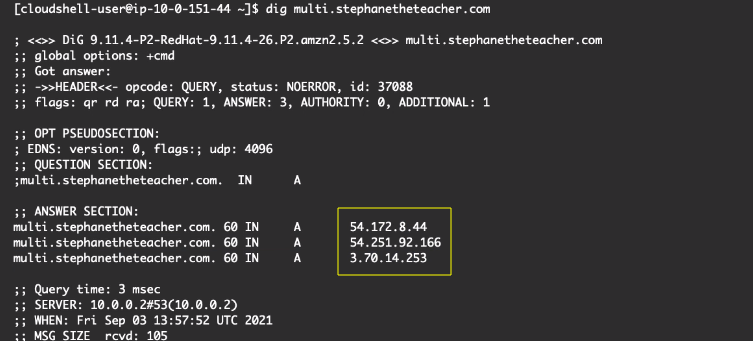 [cloudshell-user@ip-10-0-151-44 ~]$ dig multi.stephanetheteacher.com
; <<>> DiG 9.11.4-P2-RedHat-9.11.4-26.P2.amzn2.5.2 <<>> multi.stephanetheteacher.com
;; global options: +cmd
;; Got answer:
;; ->>HEADER<<- opcode: QUERY, status: NOERROR, id: 37088
;; flags: qr rd ra; QUERY: 1, ANSWER: 3, AUTHORITY: 0, ADDITIONAL: 1
;; OPT PSEUDOSECTION:
; EDNS: version: 0, flags:; udp: 4096
;; QUESTION SECTION:
;multi.stephanetheteacher.com. IN A
;; ANSWER SECTION:
multi.stephanetheteacher.com. 60 IN A 54.172.8.44
multi.stephanetheteacher.com. 60 IN A 54.251.92.166
multi.stephanetheteacher.com. 60 IN A 3.70.14.253
;; Query time: 3 msec
;; SERVER: 10.0.0.2#53(10.0.0.2)
;; WHEN: Fri Sep 03 13:57:52 UTC 2021
;; MSG SIZE rcvd: 105